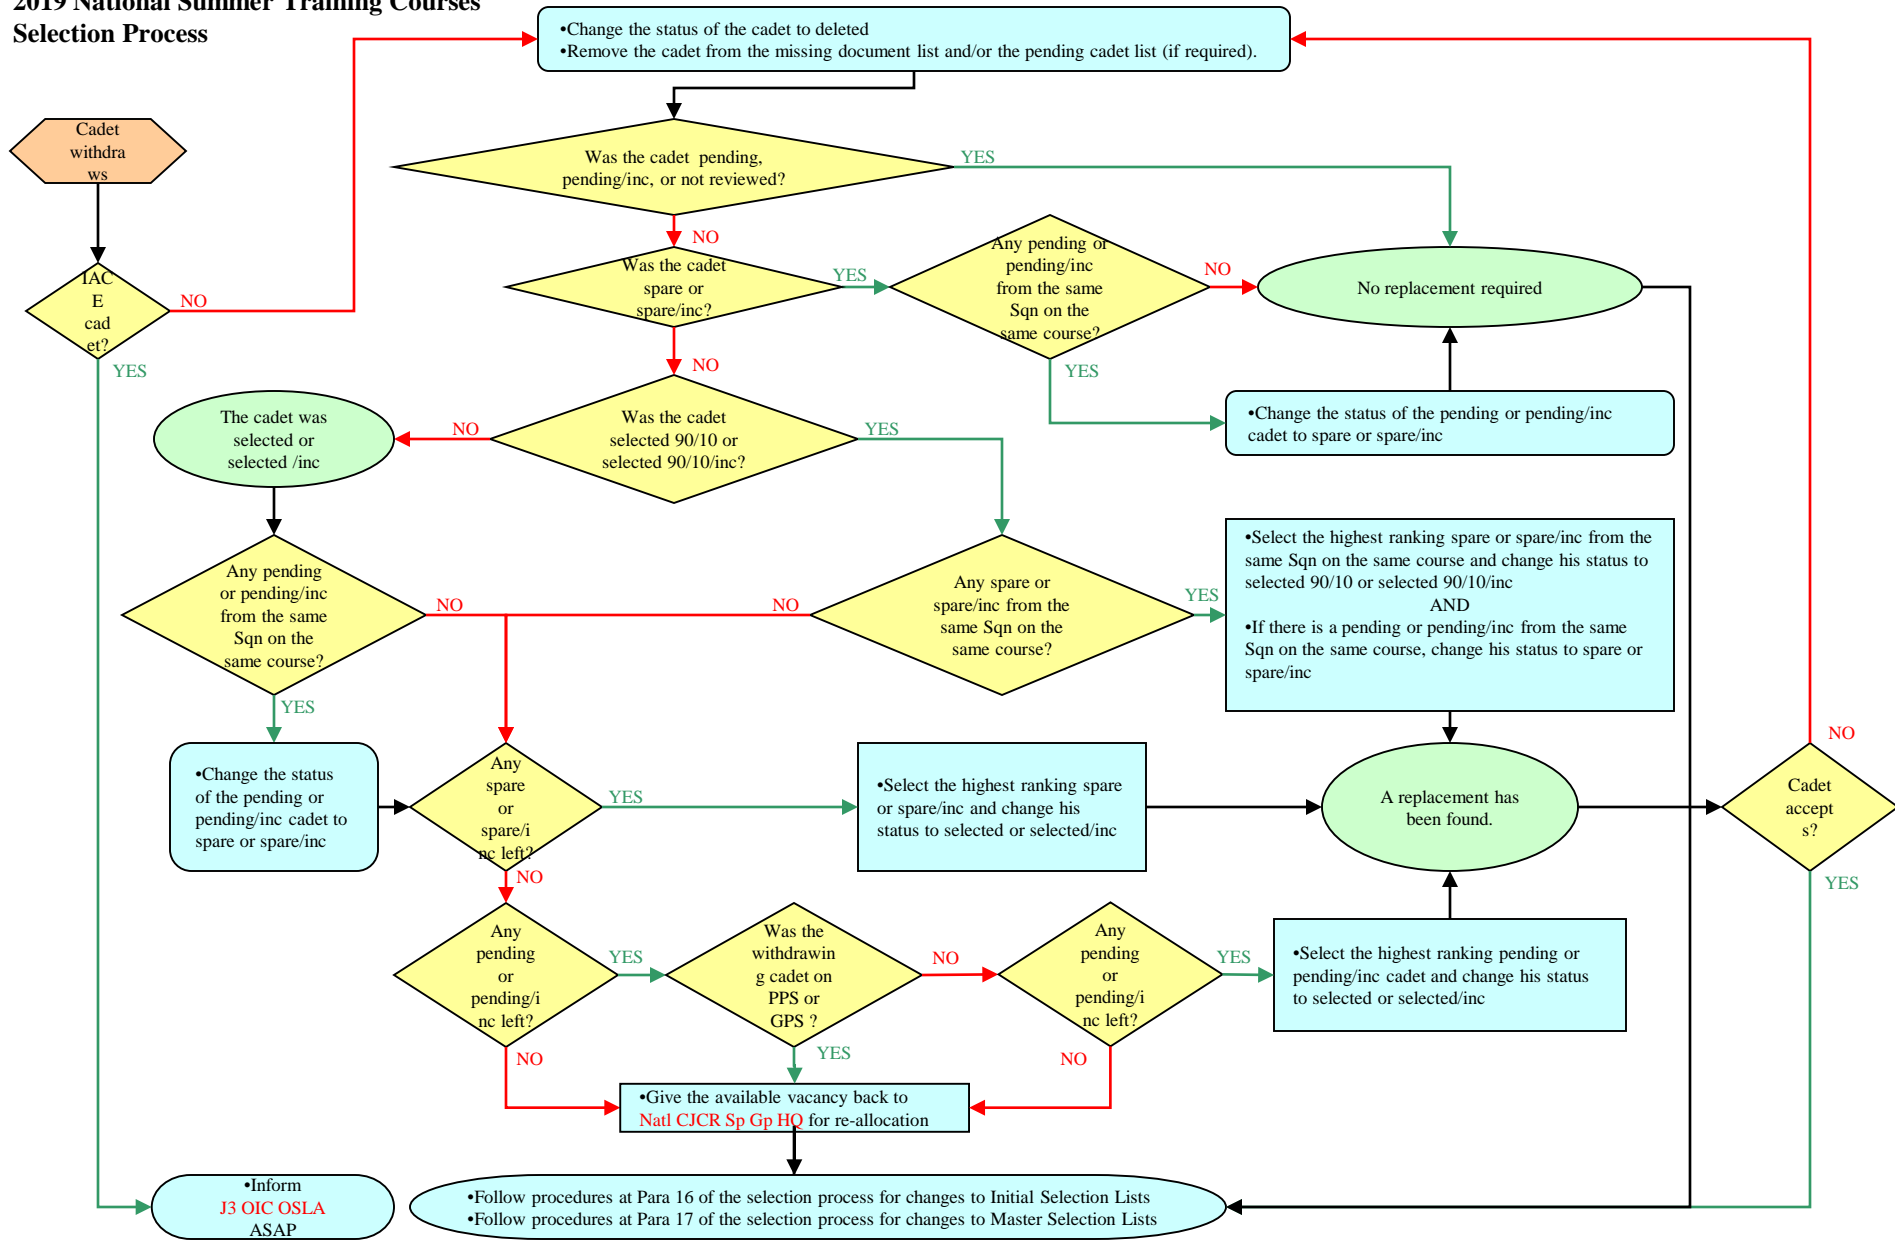 2019 National Summer Training Courses
Selection Process
•Change the status of the cadet to deleted
•Remove the cadet from the missing document list and/or the pending cadet list (if required).
Cadet
withdra
ws
Was the cadet pending,
pending/inc, or not reviewed?
YES
NO
IAC
E
cad
et?
NO
YES
Was the cadet
spare or
spare/inc?
YES
NO
Any pending or
pending/inc
from the same
Sqn on the
same course?
NO
YES
No replacement required
•Change the status of the pending or pending/inc
cadet to spare or spare/inc
The cadet was
selected or
selected /inc
NO
Was the cadet
selected 90/10 or
selected 90/10/inc?
YES
Any pending
or pending/inc
from the same
Sqn on the
same course?
NO
YES
NO
Any spare or
spare/inc from the
same Sqn on the
same course?
YES
•Select the highest ranking spare or spare/inc from the
same Sqn on the same course and change his status to
selected 90/10 or selected 90/10/inc
AND
•If there is a pending or pending/inc from the same
Sqn on the same course, change his status to spare or
spare/inc
•Change the status
of the pending or
pending/inc cadet to
spare or spare/inc
Any
spare
or
spare/i
nc left?
YES
NO
•Select the highest ranking spare
or spare/inc and change his
status to selected or selected/inc
A replacement has
been found.
NO
Cadet
accept
s?
YES
Any
pending
or
pending/i
nc left?
YES
NO
Was the
withdrawin
g cadet on
PPS or
GPS ?
NO
YES
Any
pending
or
pending/i
nc left?
YES
NO
•Select the highest ranking pending or
pending/inc cadet and change his status
to selected or selected/inc
•Give the available vacancy back to
Natl CJCR Sp Gp HQ for re-allocation
•Inform
J3 OIC OSLA
ASAP
•Follow procedures at Para 16 of the selection process for changes to Initial Selection Lists
•Follow procedures at Para 17 of the selection process for changes to Master Selection Lists